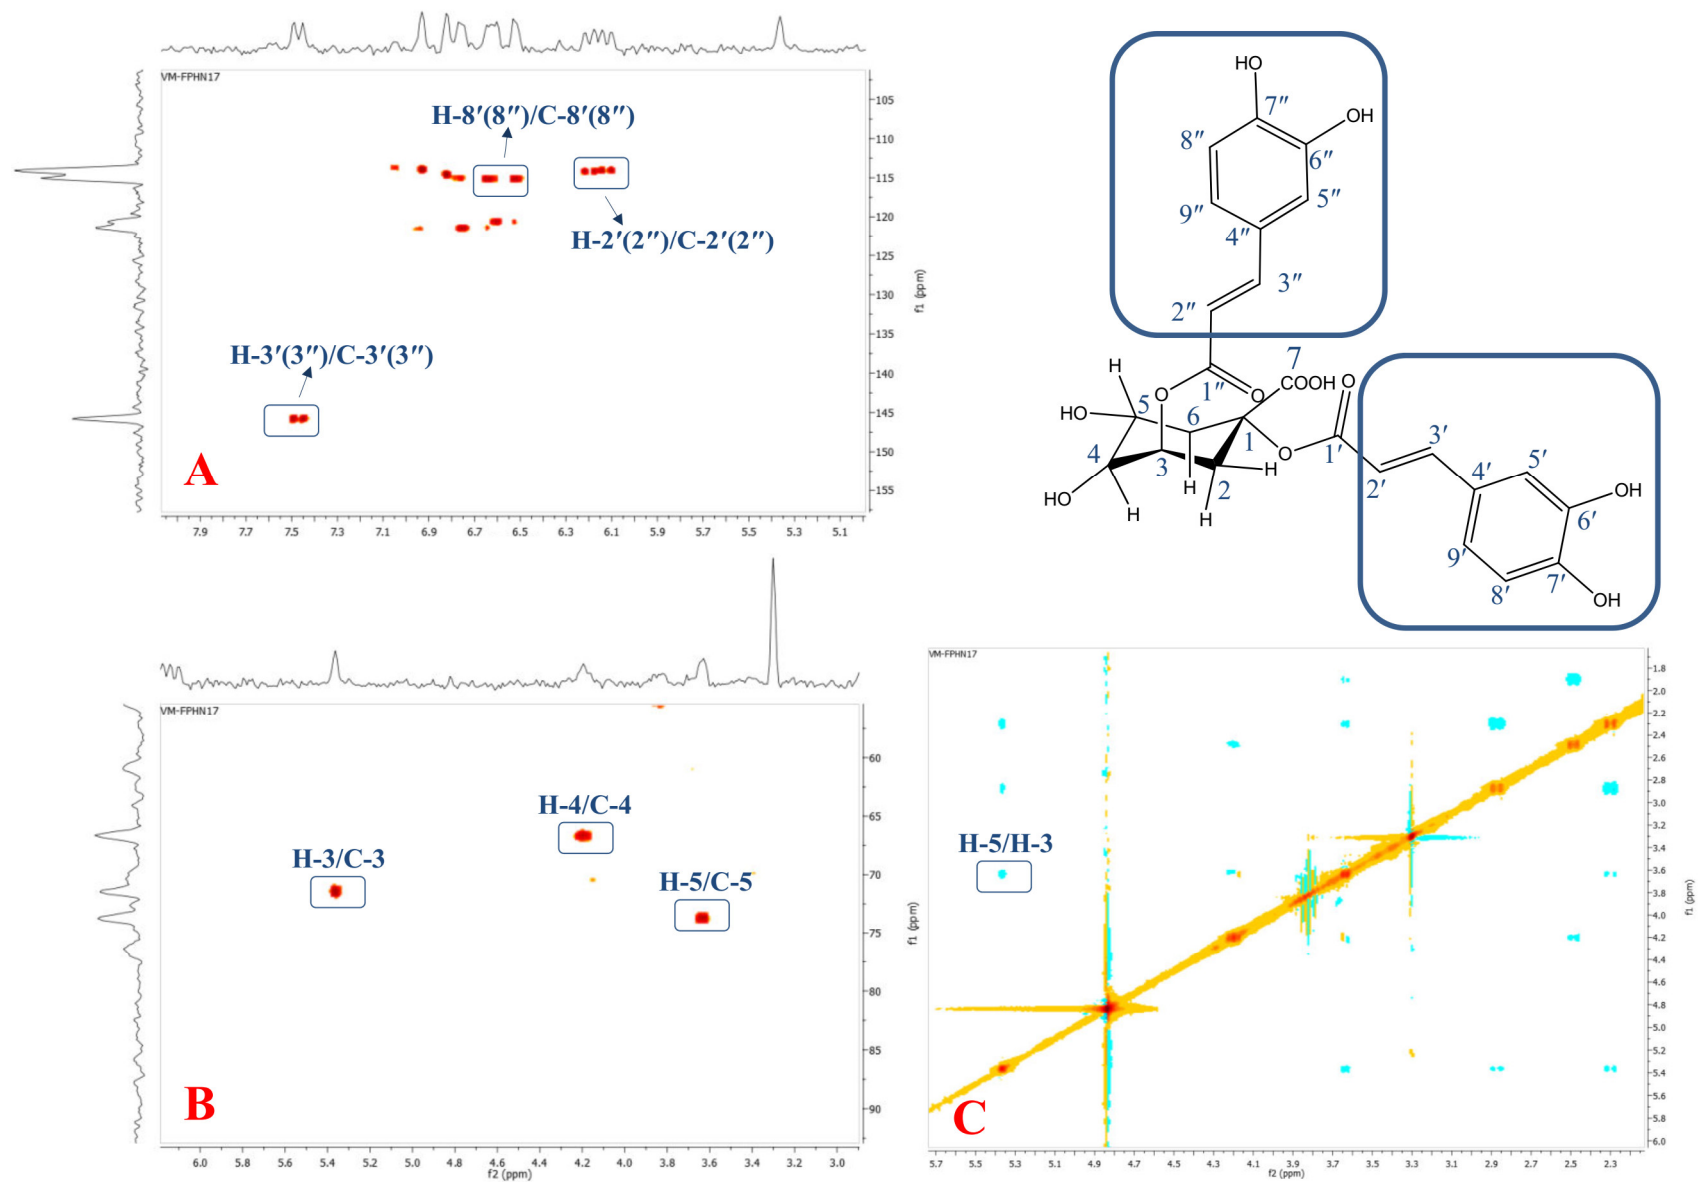 VM-FPHN17
H-8′(8″)/C-8′(8″)
H-2′(2″)/C-2′(2″)
H-3′(3″)/C-3′(3″)
A
105
110
115
120
125
130
135
140
145
150
155
f1 (ppm)
7.9 7.7 7.5 7.3 7.1 6.9 6.7 6.5 6.3 6.1 5.9 5.7 5.5 5.3 5.1
HO
7″
OH
8″
6″
5″
9″
4″
3″
2″
7
H
O
1″
O
COOH
O
HO
5
6
1
O
1′
3′
5′
4′
OH
4
3
H
2′
6′
H
2
HO
H
H
9′
7′
8′
OH
VM-FPHN17
H-4/C-4
H-3/C-3
H-5/C-5
B
60
65
70
75
80
85
90
f1 (ppm)
6.0 5.6 5.4 5.2 4.8 4.6 4.4 4.2 4.0 3.8 3.6 3.4 3.2 3.0
f2 (ppm)
VM-FPHN17
H-5/H-3
C
1.8
2.0
2.2
2.4
2.6
2.8
3.0
3.2
3.4
3.6
3.8
4.0
4.2
4.4
4.6
4.8
5.0
5.2
5.4
5.6
5.8
6.0
f1 (ppm)
5.7 5.5 5.3 5.1 4.9 4.7 4.5 4.3 4.1 3.9 3.7 3.5 3.3 3.1 2.9 2.7 2.5 2.3
f2 (ppm)